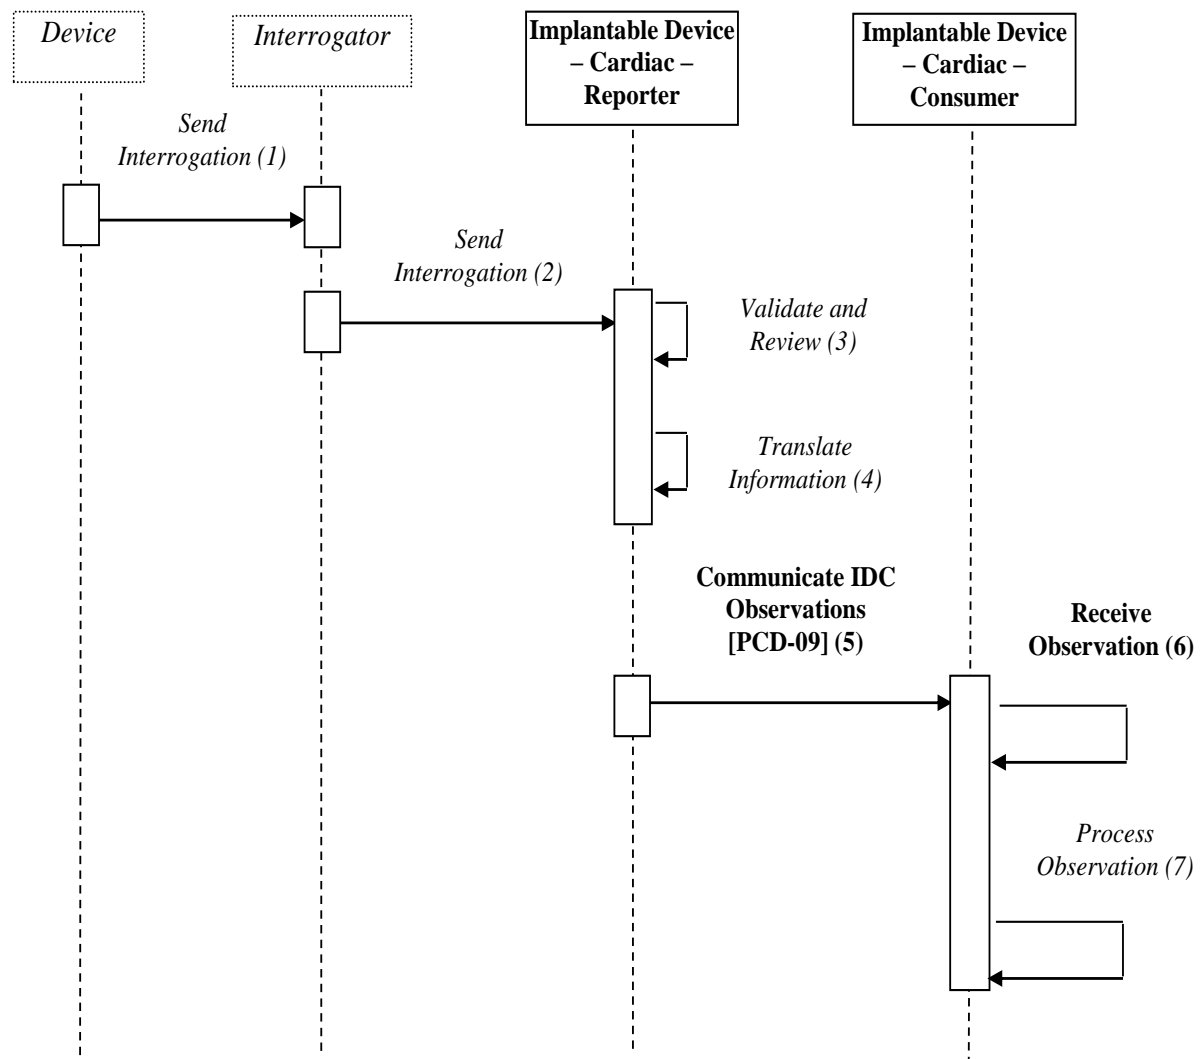 Device
Interrogator
Implantable Device
– Cardiac –
Reporter
Implantable Device
– Cardiac –
Consumer
Send
Interrogation (1)
Send
Interrogation (2)
Validate and
Review (3)
Translate
Information (4)
Communicate IDC
Observations
[PCD-09] (5)
Receive
Observation (6)
Process
Observation (7)